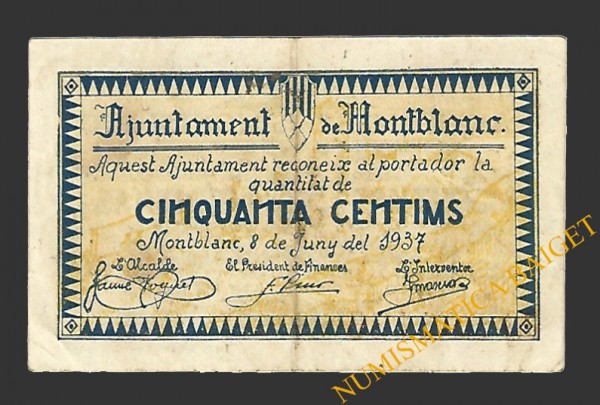 Ajuntament de Montblanc.
Aquest Ajuntament reconeix al portador la
quantitat de
CINQUANTA CENTIMS
Montblanc, 8 de Juny del 1937
L'Alcalde El President de Finances L'Interventor
NUMISMATICA BAIGET